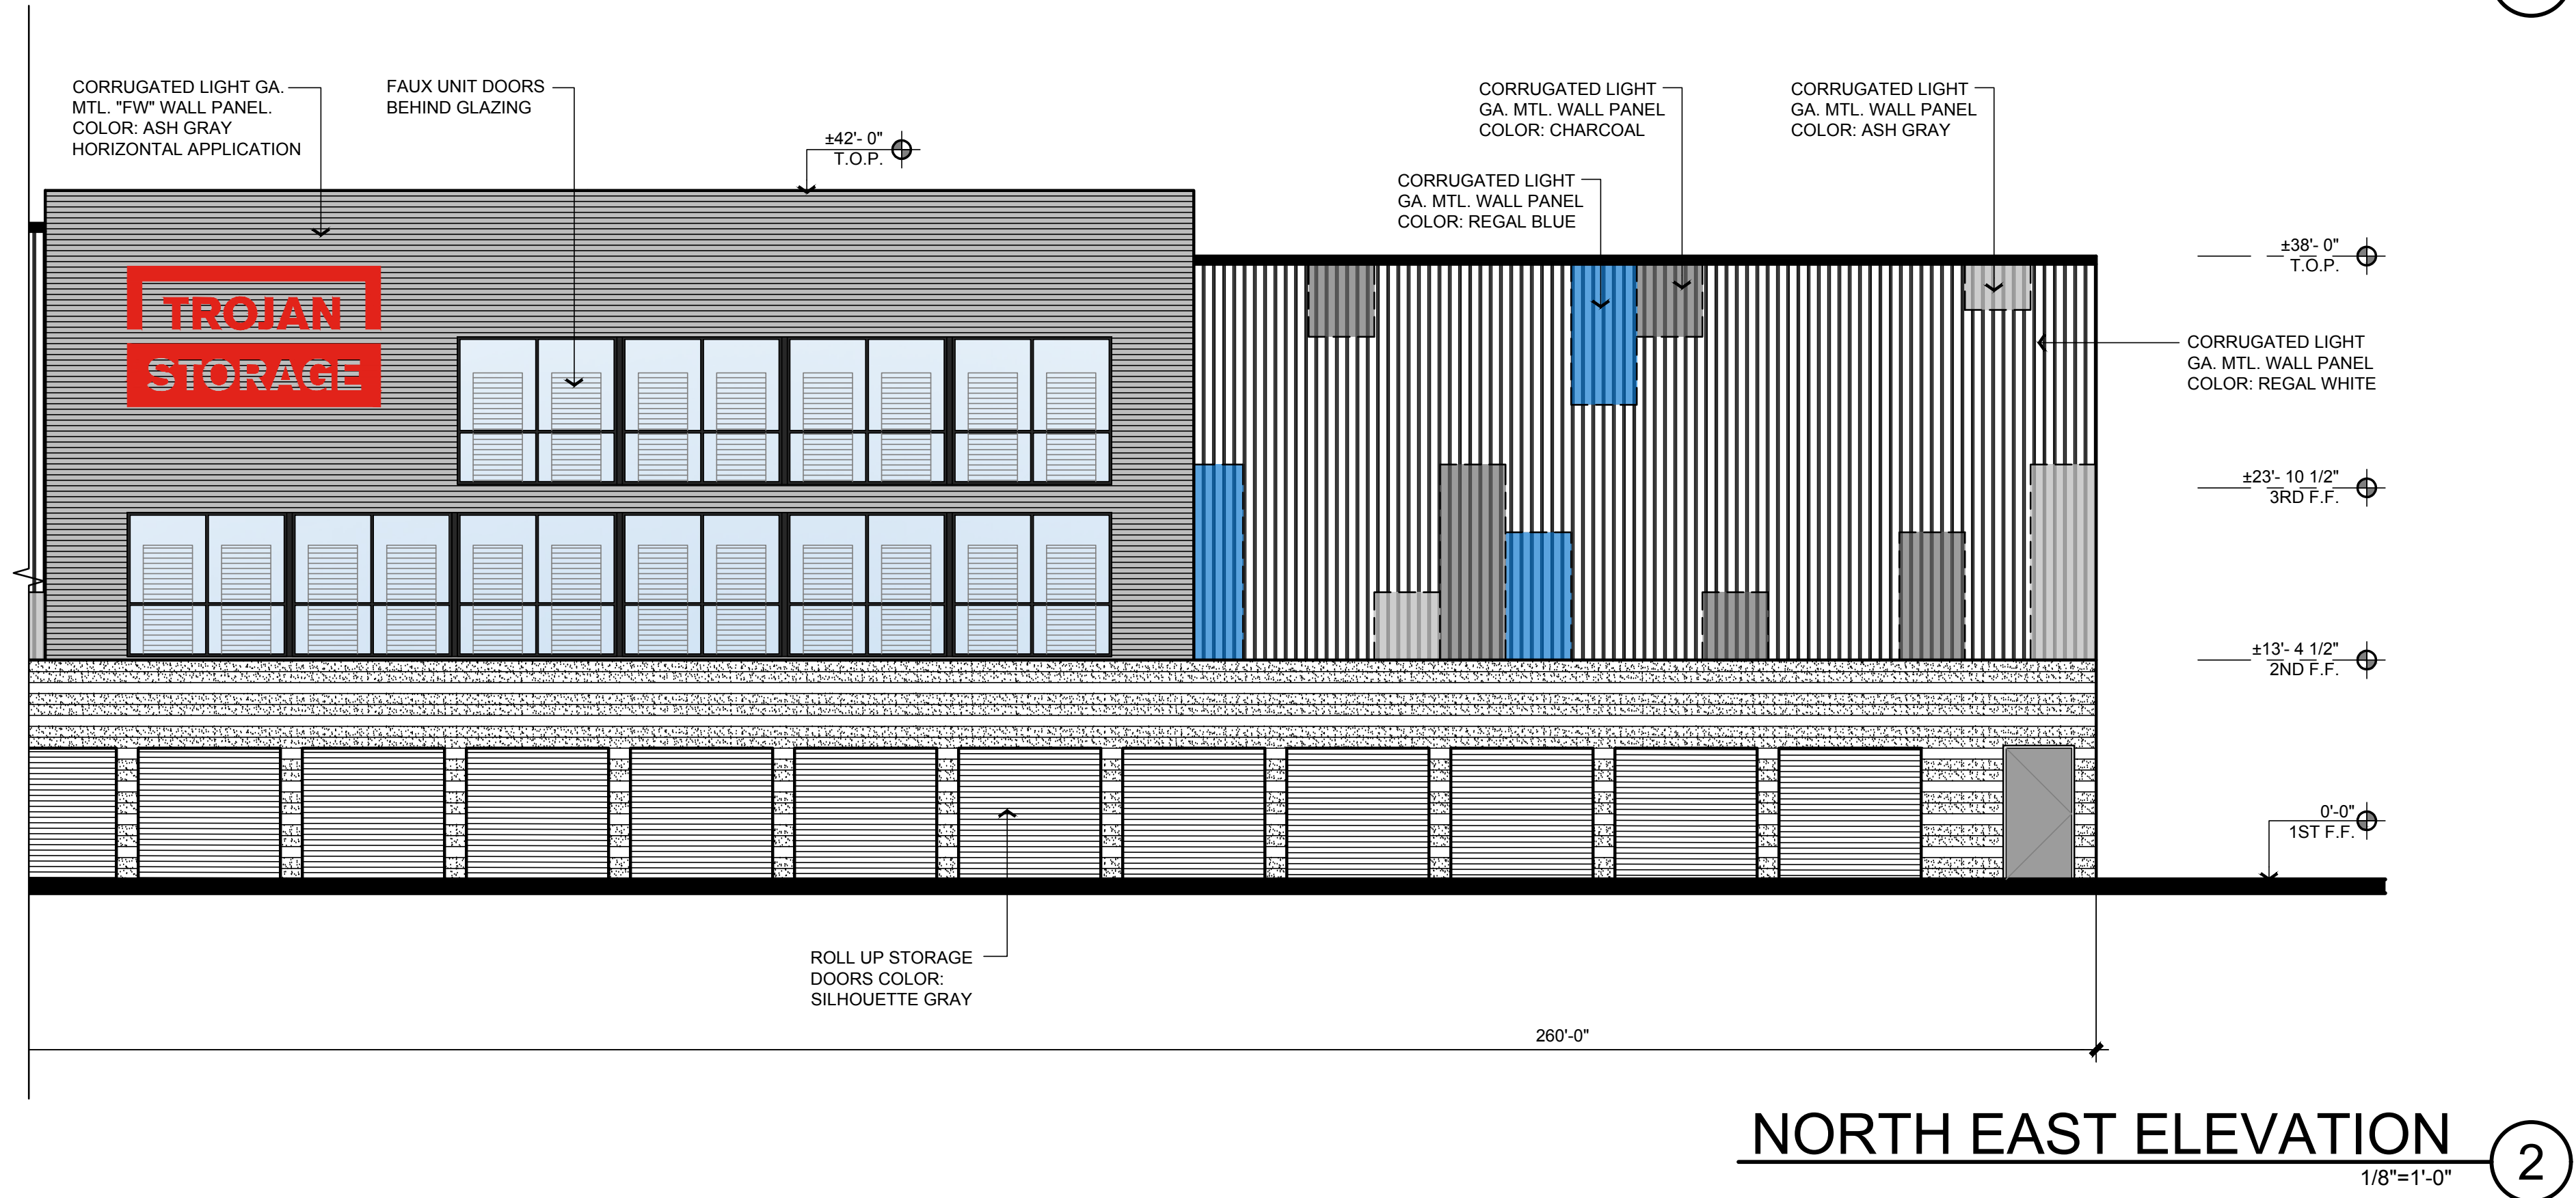 CORRUGATED LIGHT GA.
MTL. "FW" WALL PANEL.
COLOR: ASH GRAY
HORIZONTAL APPLICATION
FAUX UNIT DOORS
BEHIND GLAZING
±42'- 0"
T.O.P.
CORRUGATED LIGHT
GA. MTL. WALL PANEL
COLOR: CHARCOAL
CORRUGATED LIGHT
GA. MTL. WALL PANEL
COLOR: ASH GRAY
CORRUGATED LIGHT
GA. MTL. WALL PANEL
COLOR: REGAL BLUE
±38'- 0"
T.O.P.
TROJAN
STORAGE
CORRUGATED LIGHT
GA. MTL. WALL PANEL
COLOR: REGAL WHITE
±23'- 10 1/2"
3RD F.F.
±13'- 4 1/2"
2ND F.F.
0'-0"
1ST F.F.
ROLL UP STORAGE
DOORS COLOR:
SILHOUETTE GRAY
260'-0"
NORTH EAST ELEVATION
1/8"=1'-0"
2